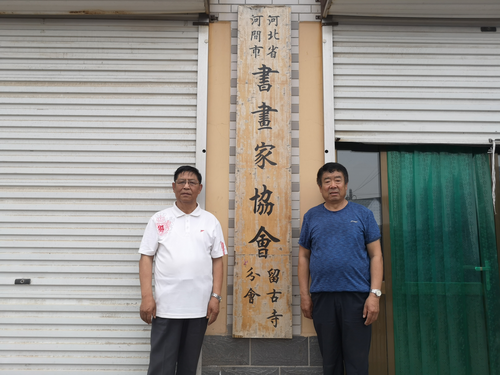 河北省
河間市
書畫家協會
留古寺
分會